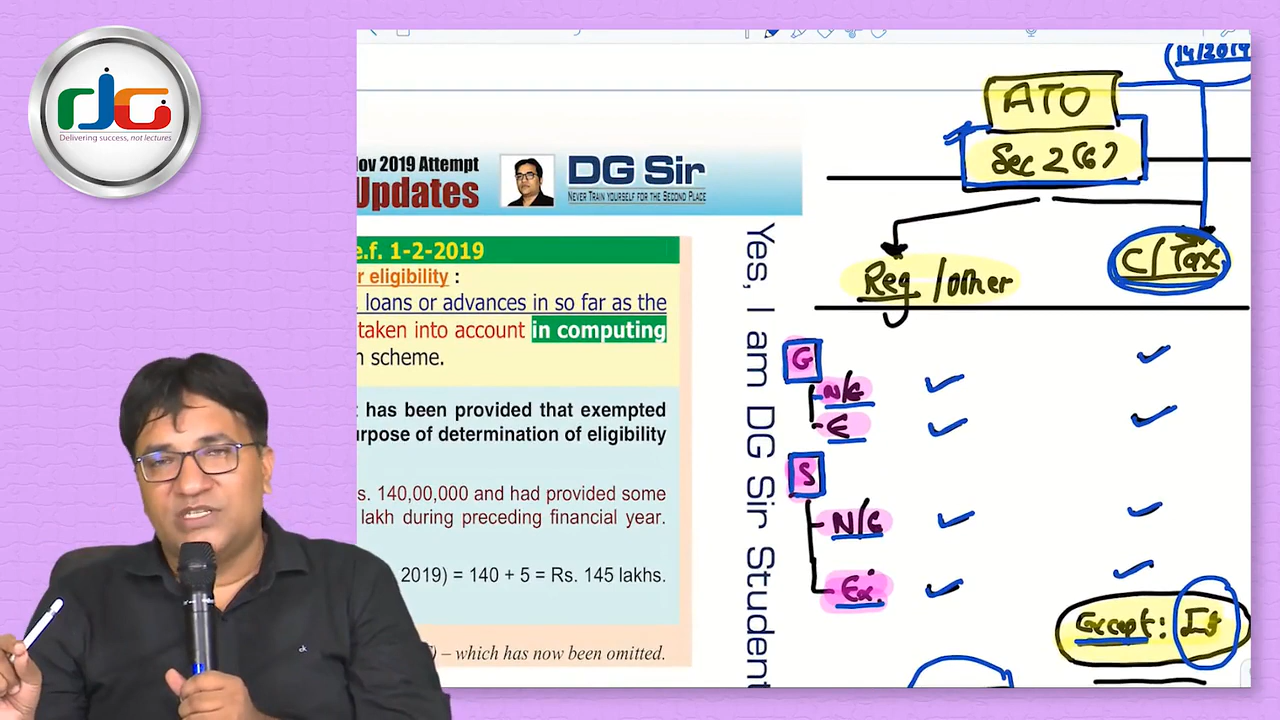 Delivering success, not lectures
ov 2019 Attempt
Updates
DG Sir
NEVER TRAIN YOURSELF FOR THE SECOND PLACE
e.f. 1-2-2019
r eligibility :
loans or advances in so far as the
taken into account in computing
n scheme.
t has been provided that exempted
rpose of determination of eligibility
s. 140,00,000 and had provided some
lakh during preceding financial year.
2019) = 140 + 5 = Rs. 145 lakhs.
) – which has now been omitted.
Yes, I am DG Sir Student
14/2019
ATO
Sec 2(6)
Reg /other
C/Tax
G
N/E
E
S
N/E
Ex.
Except: Int